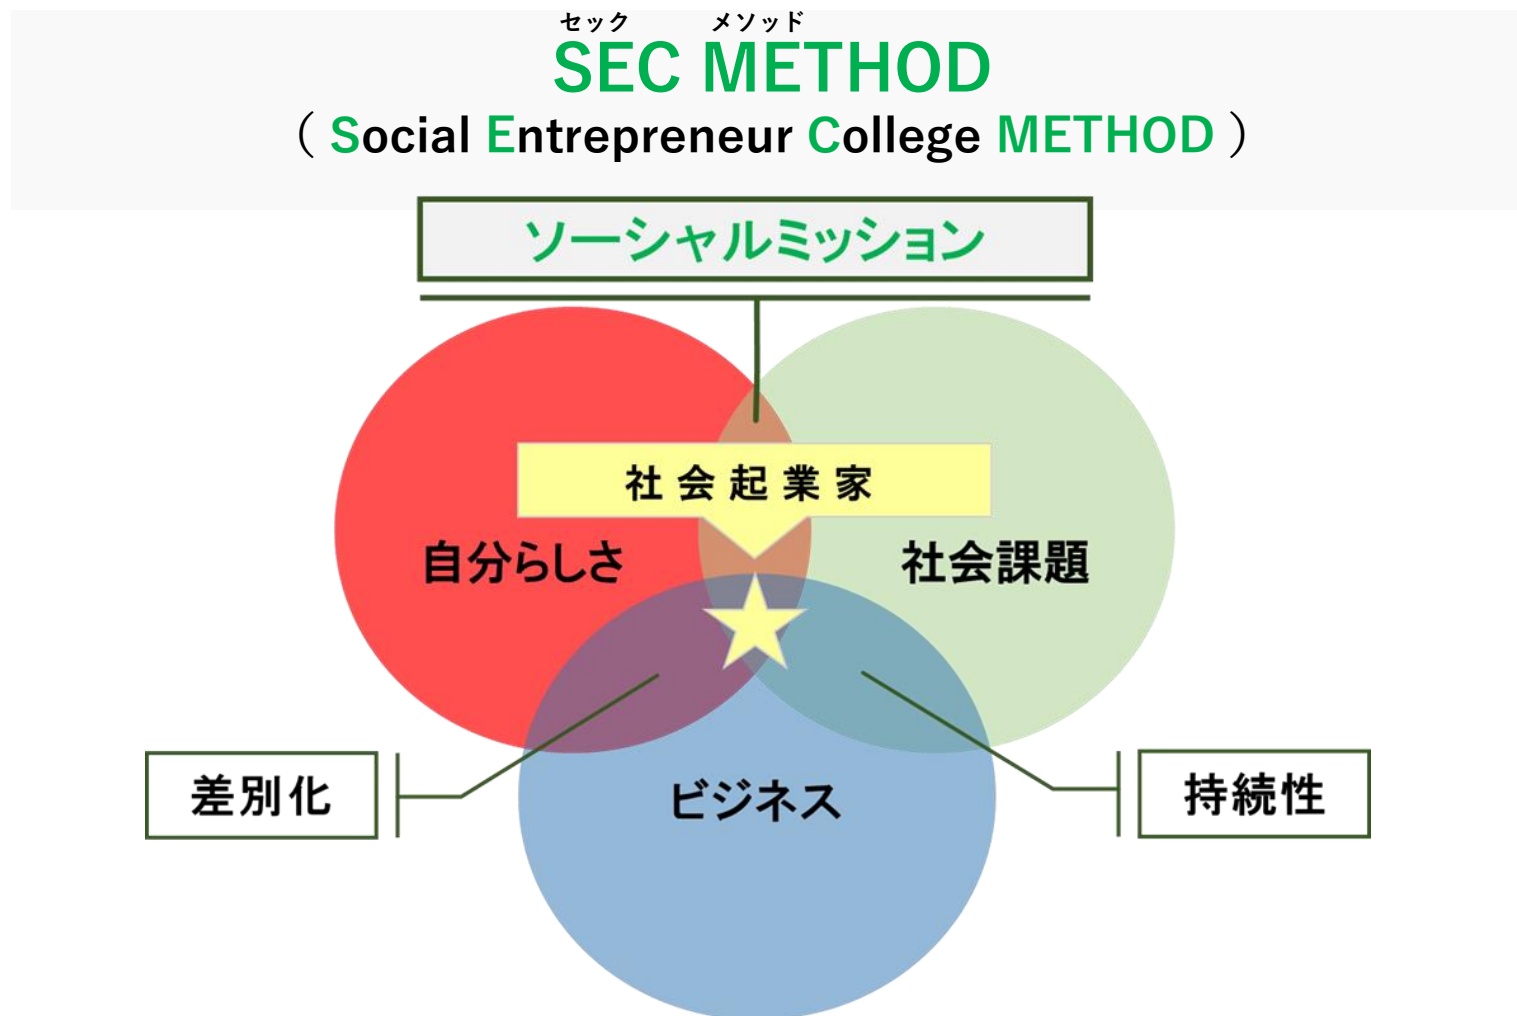 セック メソッド
SEC METHOD
( Social Entrepreneur College METHOD )
ソーシャルミッション
社会起業家
自分らしさ
社会課題
差別化
ビジネス
持続性